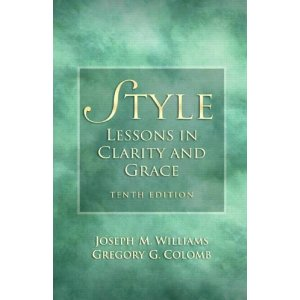 STYLE
LESSONS IN
CLARITY AND
GRACE
TENTH EDITION
JOSEPH M. WILLIAMS
GREGORY G. COLOMB